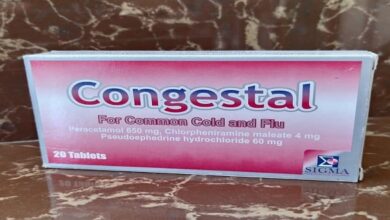 Congestal
For Common Cold and Flu
Paracetamol 650 mg, Chlorpheniramine maleate 4 mg
Pseudoephedrine hydrochloride 60 mg
20 Tablets
SIGMA